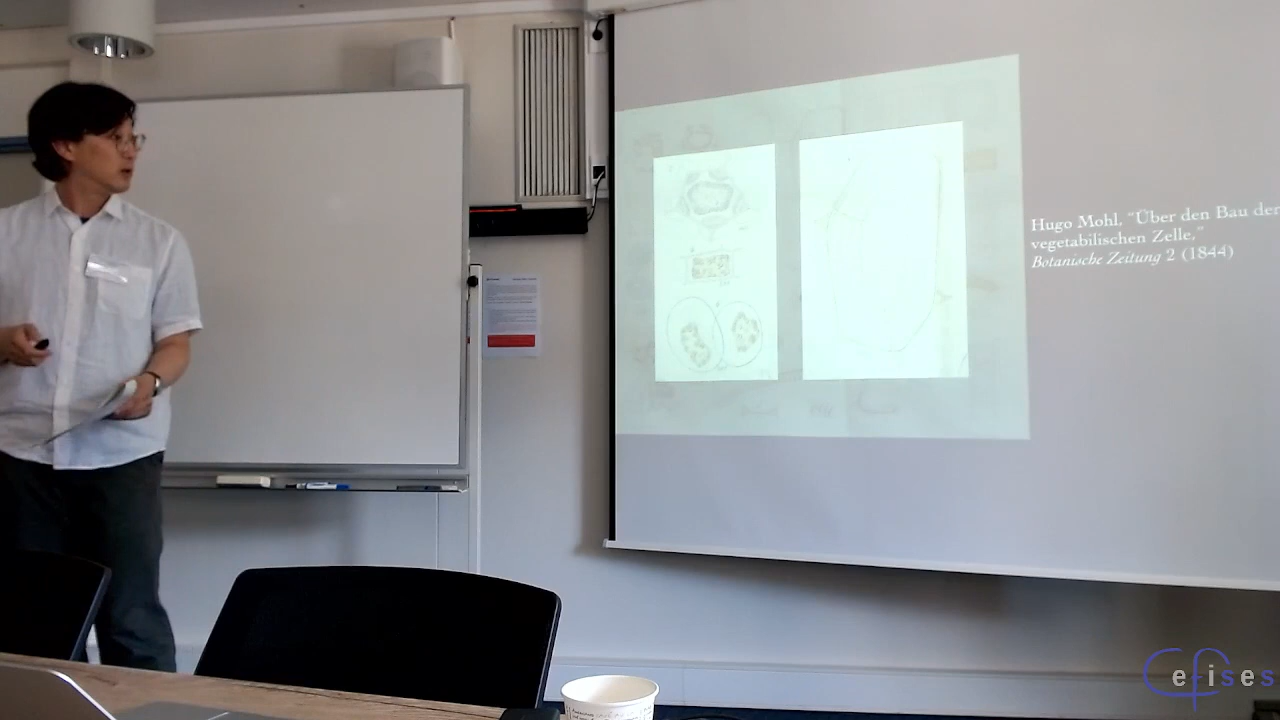 Hugo Mohl, “Über den Bau der
vegetabilischen Zelle,”
Botanische Zeitung 2 (1844)
efises